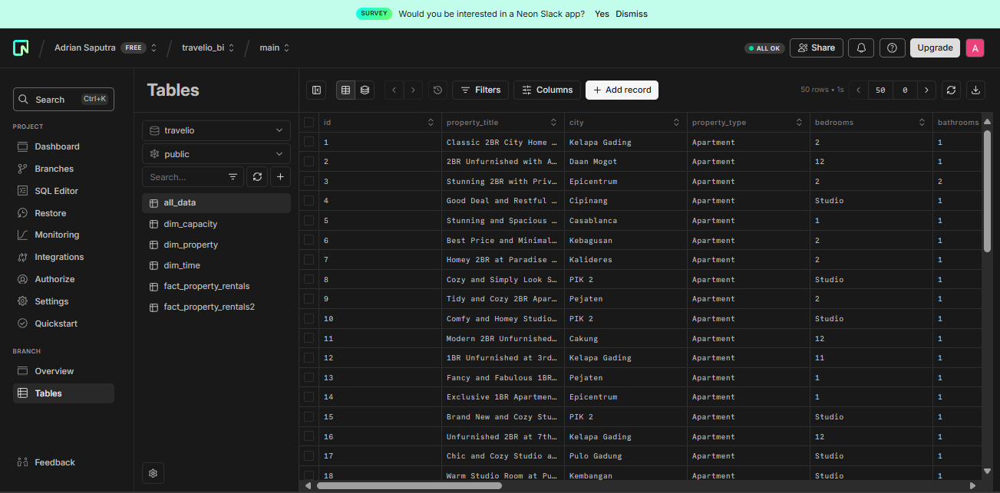 SURVEY Would you be interested in a Neon Slack app? Yes Dismiss
Adrian Saputra FREE travelio_bi main ALL OK Share Upgrade A
Search Ctrl+K
PROJECT
Dashboard
Branches
SQL Editor
Restore
Monitoring
Integrations
Authorize
Settings
Quickstart
BRANCH
Overview
Tables
Feedback
Tables
travelio
public
Search...
all_data
dim_capacity
dim_property
dim_time
fact_property_rentals
fact_property_rentals2
Filters Columns Add record 50 rows • 1s 50 0
id property_title city property_type bedrooms bathrooms
1 Classic 2BR City Home … Kelapa Gading Apartment 2 1
2 2BR Unfurnished with A… Daan Mogot Apartment 12 1
3 Stunning 2BR with Priv… Epicentrum Apartment 2 2
4 Good Deal and Restful … Cipinang Apartment Studio 1
5 Stunning and Spacious … Casablanca Apartment 1 1
6 Best Price and Minimal… Kebagusan Apartment 2 1
7 Homey 2BR at Paradise … Kalideres Apartment 2 1
8 Cozy and Simply Look S… PIK 2 Apartment Studio 1
9 Tidy and Cozy 2BR Apar… Pejaten Apartment 2 1
10 Comfy and Homey Studio… PIK 2 Apartment Studio 1
11 Modern 2BR Unfurnished… Cakung Apartment 12 1
12 1BR Unfurnished at 3rd… Kelapa Gading Apartment 11 1
13 Fancy and Fabulous 1BR… Pejaten Apartment 1 1
14 Exclusive 1BR Apartmen… Epicentrum Apartment 1 1
15 Brand New and Cozy Stu… PIK 2 Apartment Studio 1
16 Unfurnished 2BR at 7th… Kelapa Gading Apartment 12 1
17 Chic and Cozy Studio a… Pulo Gadung Apartment Studio 1
18 Warm Studio Room at Pu… Kembangan Apartment Studio 1